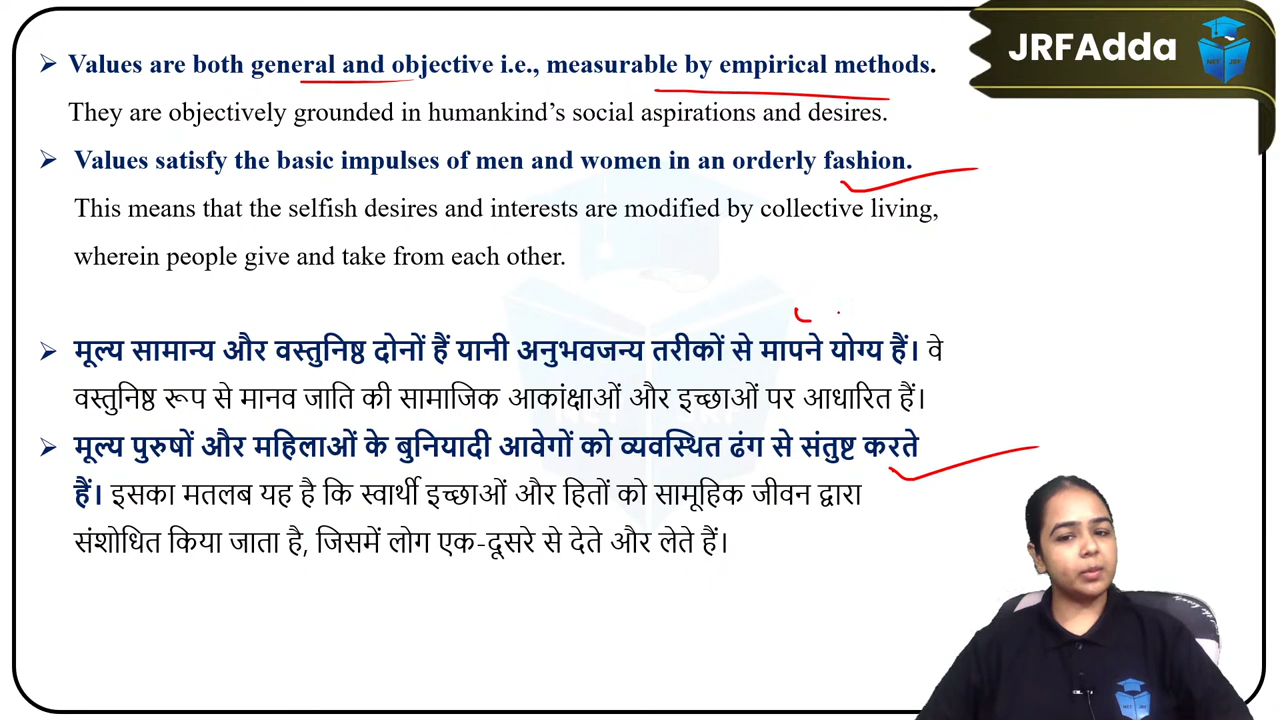 JRFAdda
➢ Values are both general and objective i.e., measurable by empirical methods.
They are objectively grounded in humankind's social aspirations and desires.
➢ Values satisfy the basic impulses of men and women in an orderly fashion.
This means that the selfish desires and interests are modified by collective living,
wherein people give and take from each other.
➢ मूल्य सामान्य और वस्तुनिष्ठ दोनों हैं यानी अनुभवजन्य तरीकों से मापने योग्य हैं। वे
वस्तुनिष्ठ रूप से मानव जाति की सामाजिक आकांक्षाओं और इच्छाओं पर आधारित हैं।
➢ मूल्य पुरुषों और महिलाओं के बुनियादी आवेगों को व्यवस्थित ढंग से संतुष्ट करते
हैं। इसका मतलब यह है कि स्वार्थी इच्छाओं और हितों को सामूहिक जीवन द्वारा
संशोधित किया जाता है, जिसमें लोग एक-दूसरे से देते और लेते हैं।